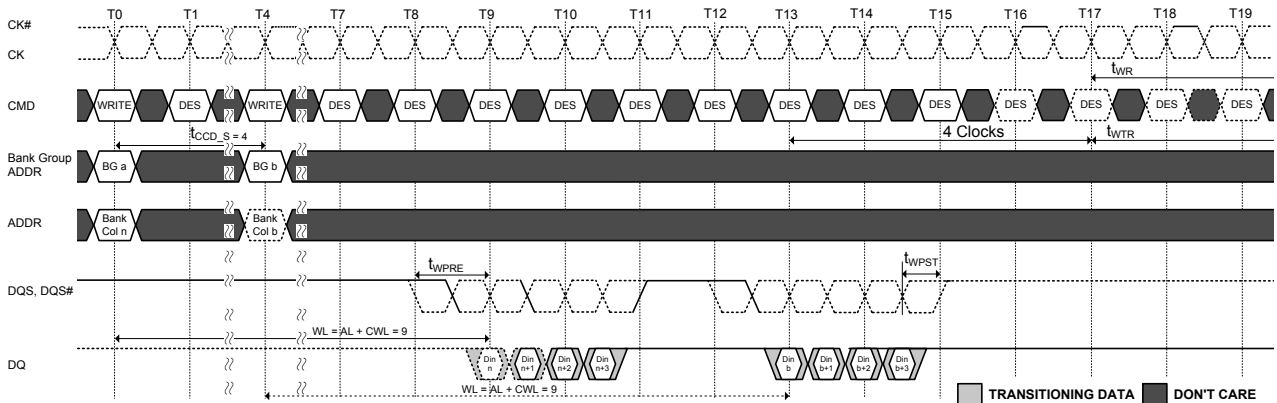 T0 T1 T4 T7 T8 T9 T10 T11 T12 T13 T14 T15 T16 T17 T18 T19
CK#
CK
tWR
CMD WRITE DES WRITE DES DES DES DES DES DES DES DES DES DES DES DES DES
tCCD_S = 4
4 Clocks
tWTR
Bank Group
ADDR
BG a BG b
ADDR
Bank
Col n
Bank
Col b
tWPRE
tWPST
DQS, DQS#
WL = AL + CWL = 9
DQ
Din
n
Din
n+1
Din
n+2
Din
n+3
Din
b
Din
b+1
Din
b+2
Din
b+3
WL = AL + CWL = 9
TRANSITIONING DATA DON'T CARE